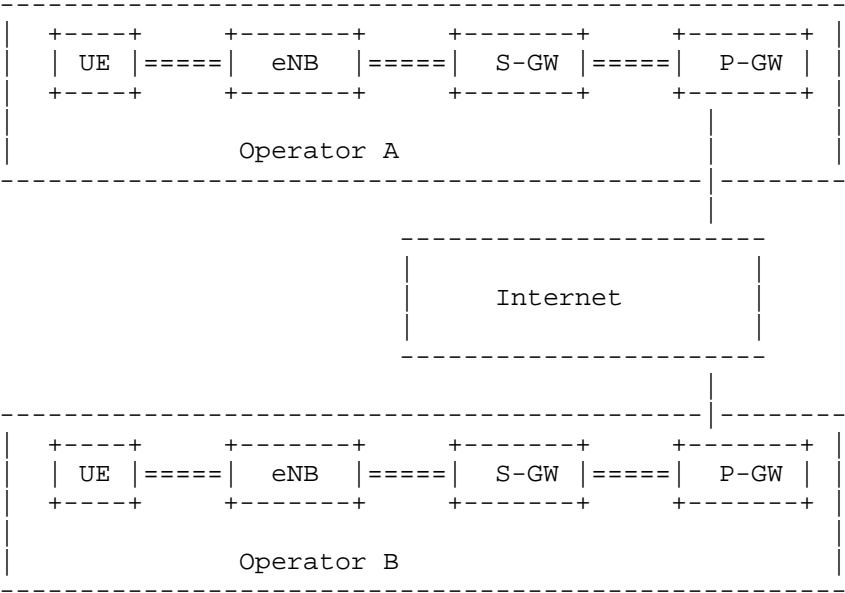 UE eNB S-GW P-GW
Operator A
Internet
UE eNB S-GW P-GW
Operator B